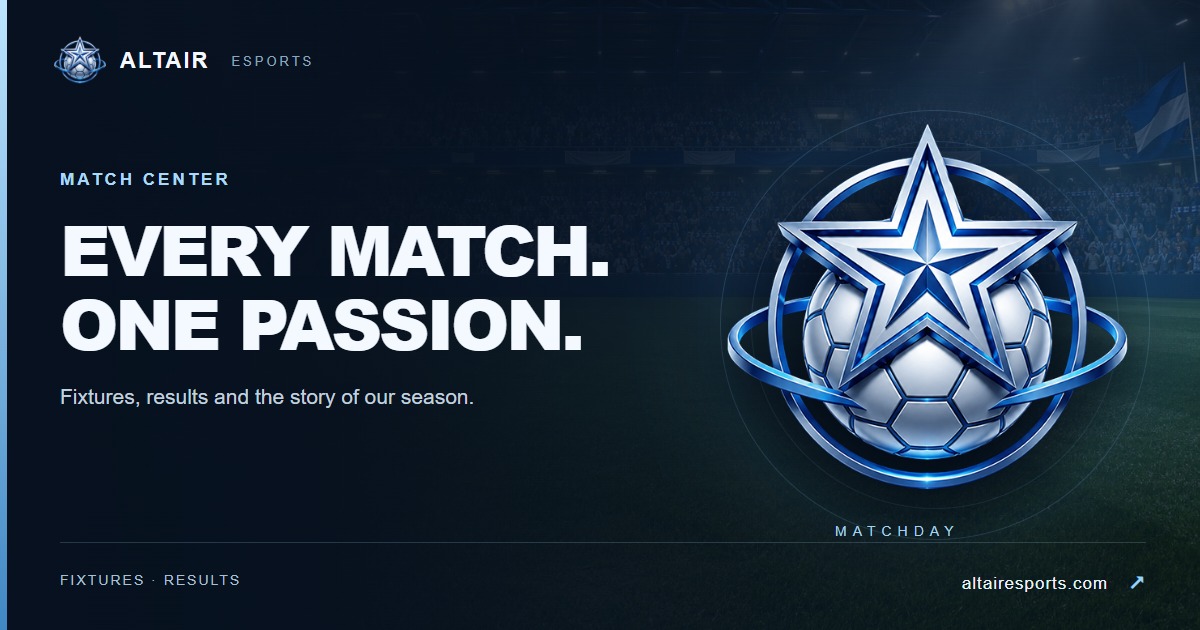 ALTAIR ESPORTS
MATCH CENTER
EVERY MATCH.
ONE PASSION.
Fixtures, results and the story of our season.
MATCHDAY
FIXTURES · RESULTS
altairesports.com ↗